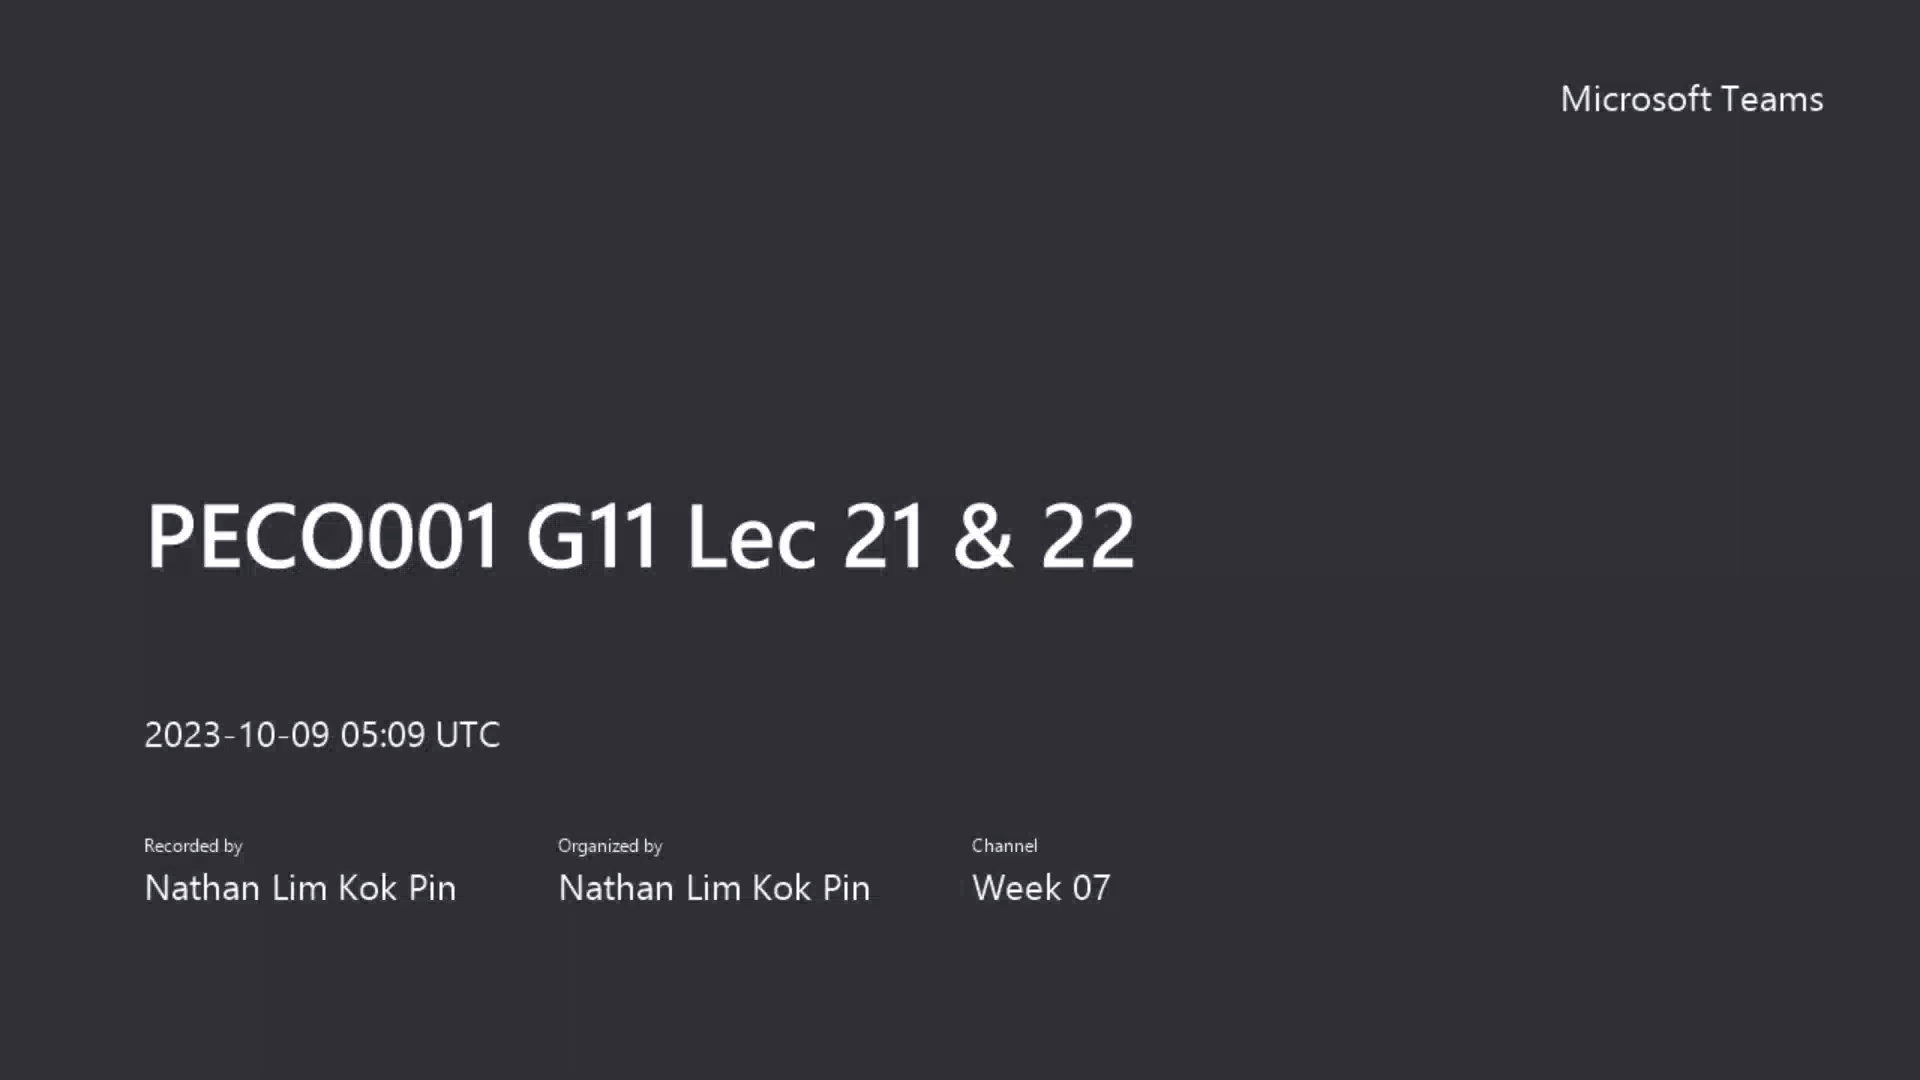 Microsoft Teams
PECO001 G11 Lec 21 & 22
2023-10-09 05:09 UTC
Recorded by
Nathan Lim Kok Pin
Organized by
Nathan Lim Kok Pin
Channel
Week 07